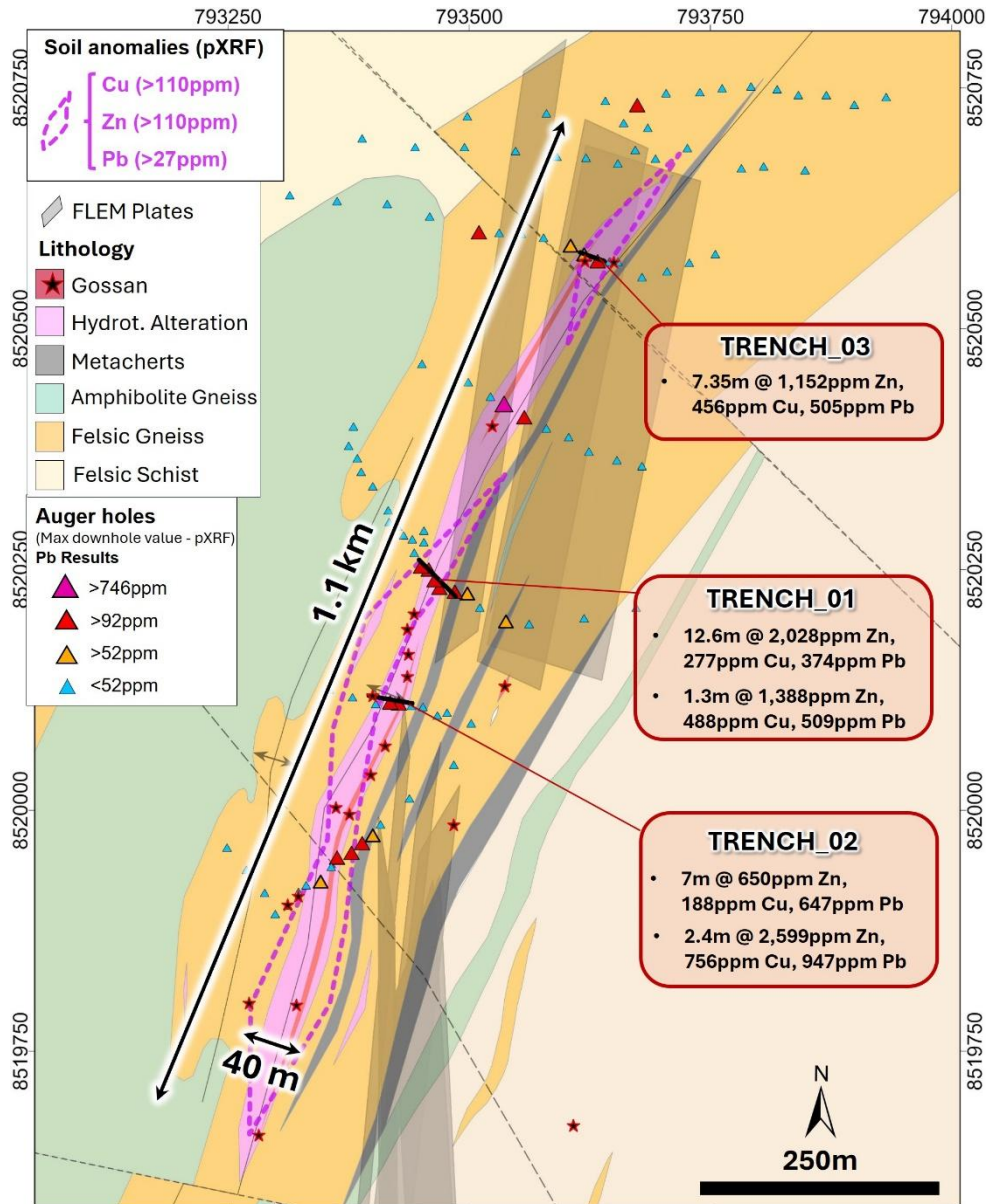 793250 793500 793750 794000
Soil anomalies (pXRF)
Cu (>110ppm)
Zn (>110ppm)
Pb (>27ppm)
FLEM Plates
Lithology
Gossan
Hydrot. Alteration
Metacherts
Amphibolite Gneiss
Felsic Gneiss
Felsic Schist
Auger holes
(Max downhole value - pXRF)
Pb Results
>746ppm
>92ppm
>52ppm
<52ppm
8520750
8520500
8520250
8520000
8519750
1.1 km
40 m
TRENCH_03
• 7.35m @ 1,152ppm Zn,
456ppm Cu, 505ppm Pb
TRENCH_01
• 12.6m @ 2,028ppm Zn,
277ppm Cu, 374ppm Pb
• 1.3m @ 1,388ppm Zn,
488ppm Cu, 509ppm Pb
TRENCH_02
• 7m @ 650ppm Zn,
188ppm Cu, 647ppm Pb
• 2.4m @ 2,599ppm Zn,
756ppm Cu, 947ppm Pb
8520750
8520500
8520250
8520000
8519750
N
250m